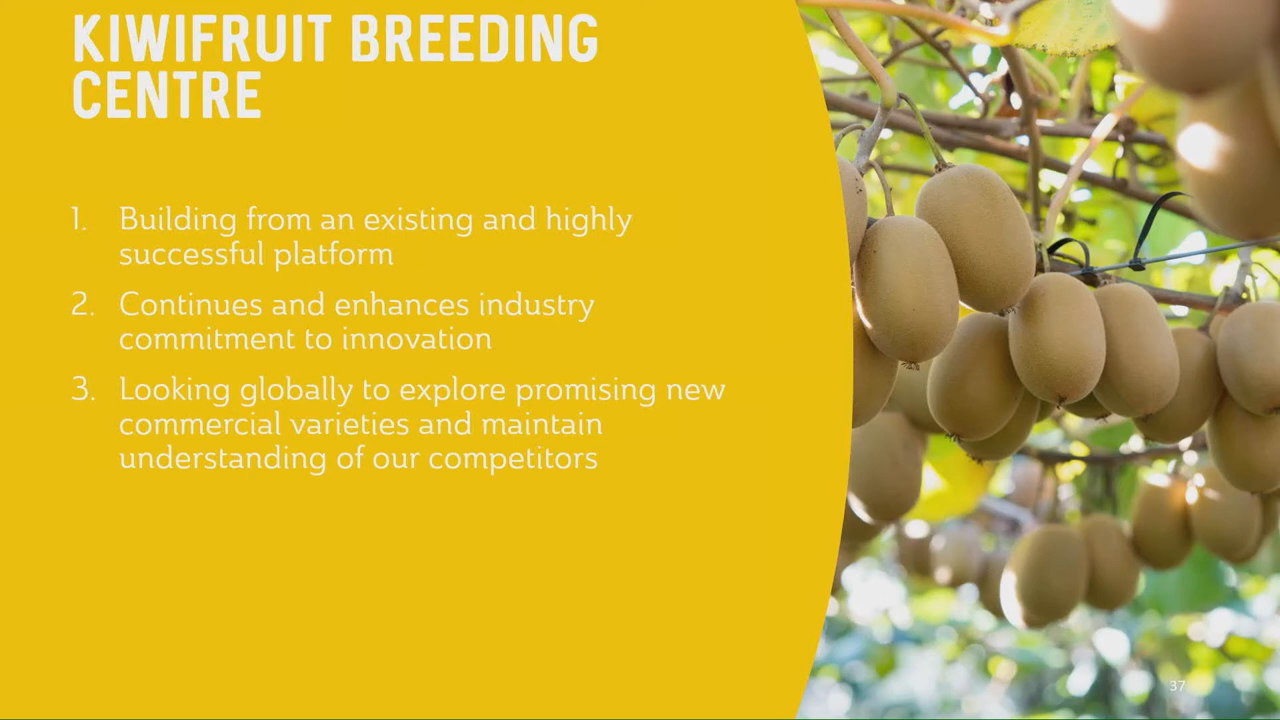 KIWIFRUIT BREEDING
CENTRE
1. Building from an existing and highly
successful platform
2. Continues and enhances industry
commitment to innovation
3. Looking globally to explore promising new
commercial varieties and maintain
understanding of our competitors
37